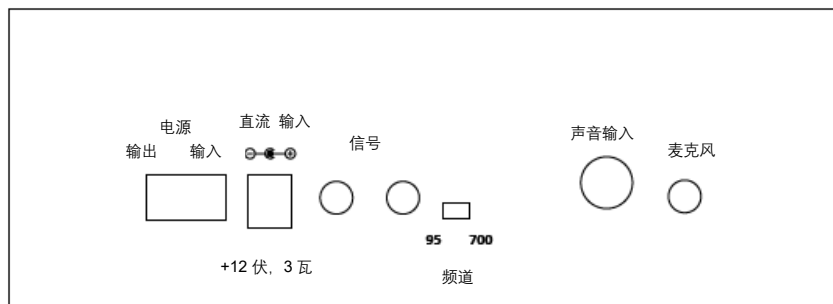 电源
输出 输入
直流 输入
信号
95 700
频道
+12 伏, 3 瓦
声音输入
麦克风